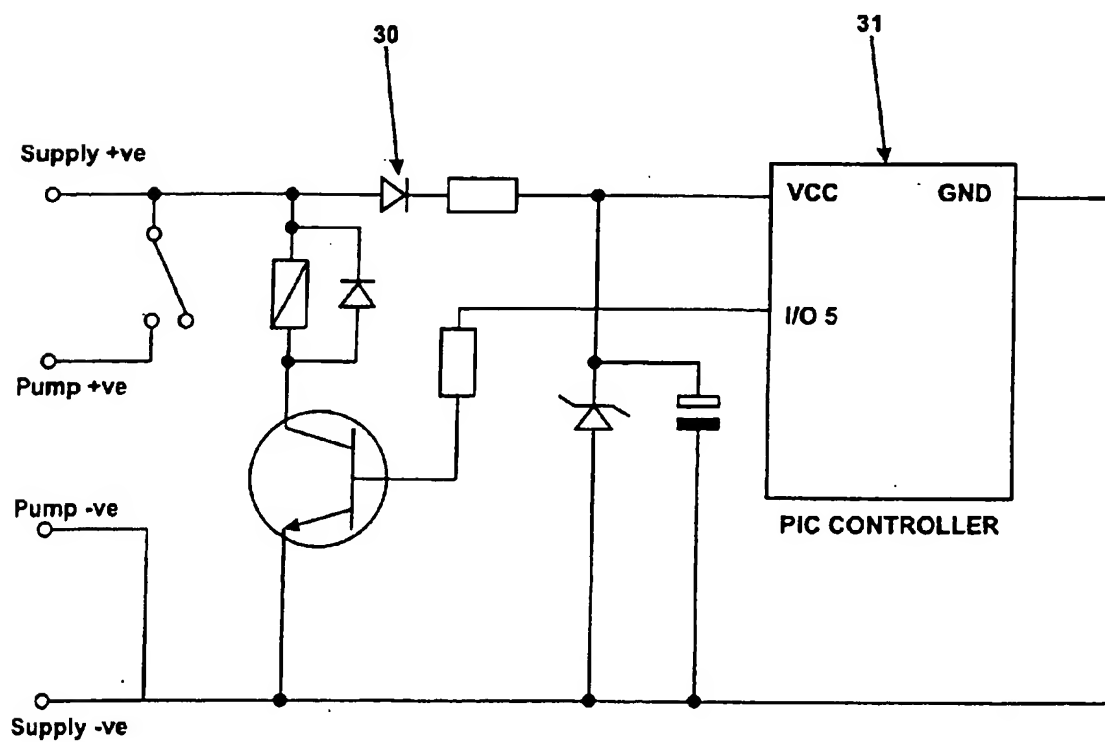 30
31
Supply +ve
VCC
GND
I/O 5
Pump +ve
Pump -ve
PIC CONTROLLER
Supply -ve